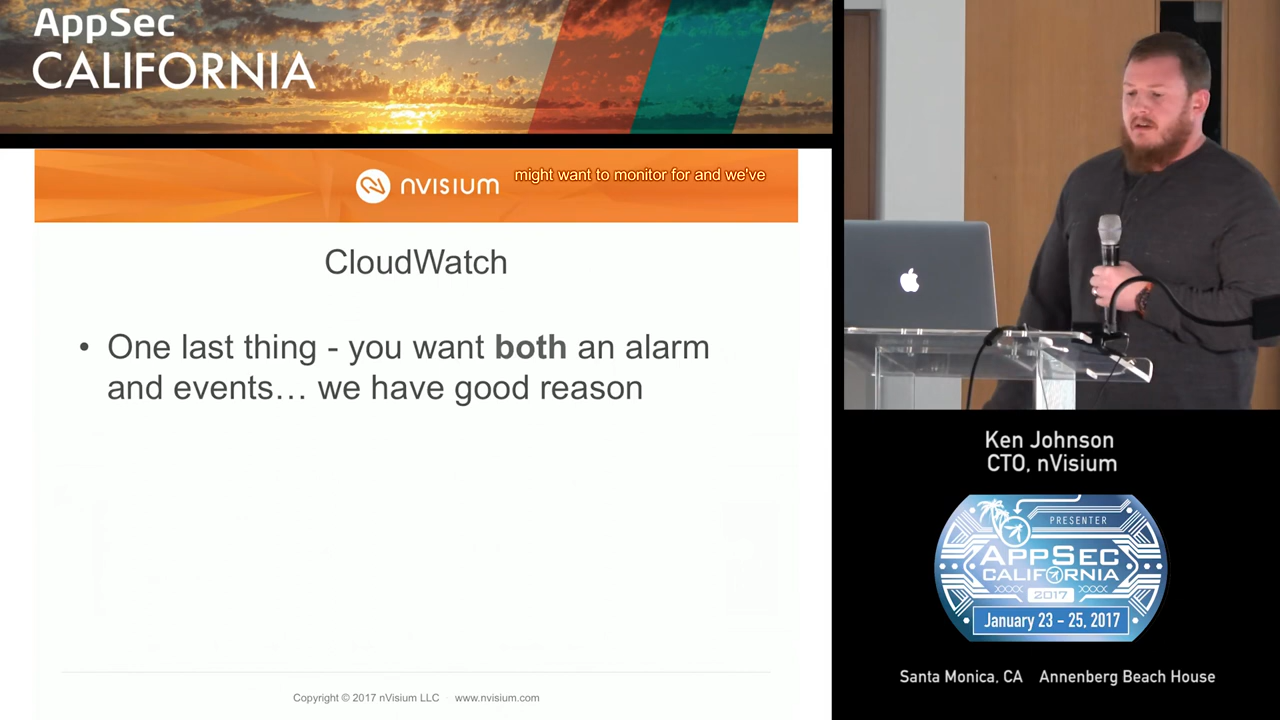 AppSec
CALIFORNIA
nVISIUM
might want to monitor for and we've
CloudWatch
• One last thing - you want both an alarm
and events… we have good reason
Copyright © 2017 nVisium LLC www.nvisium.com
Ken Johnson
CTO, nVisium
PRESENTER
APPSEC
CALIFORNIA
2017
January 23 - 25, 2017
Santa Monica, CA Annenberg Beach House